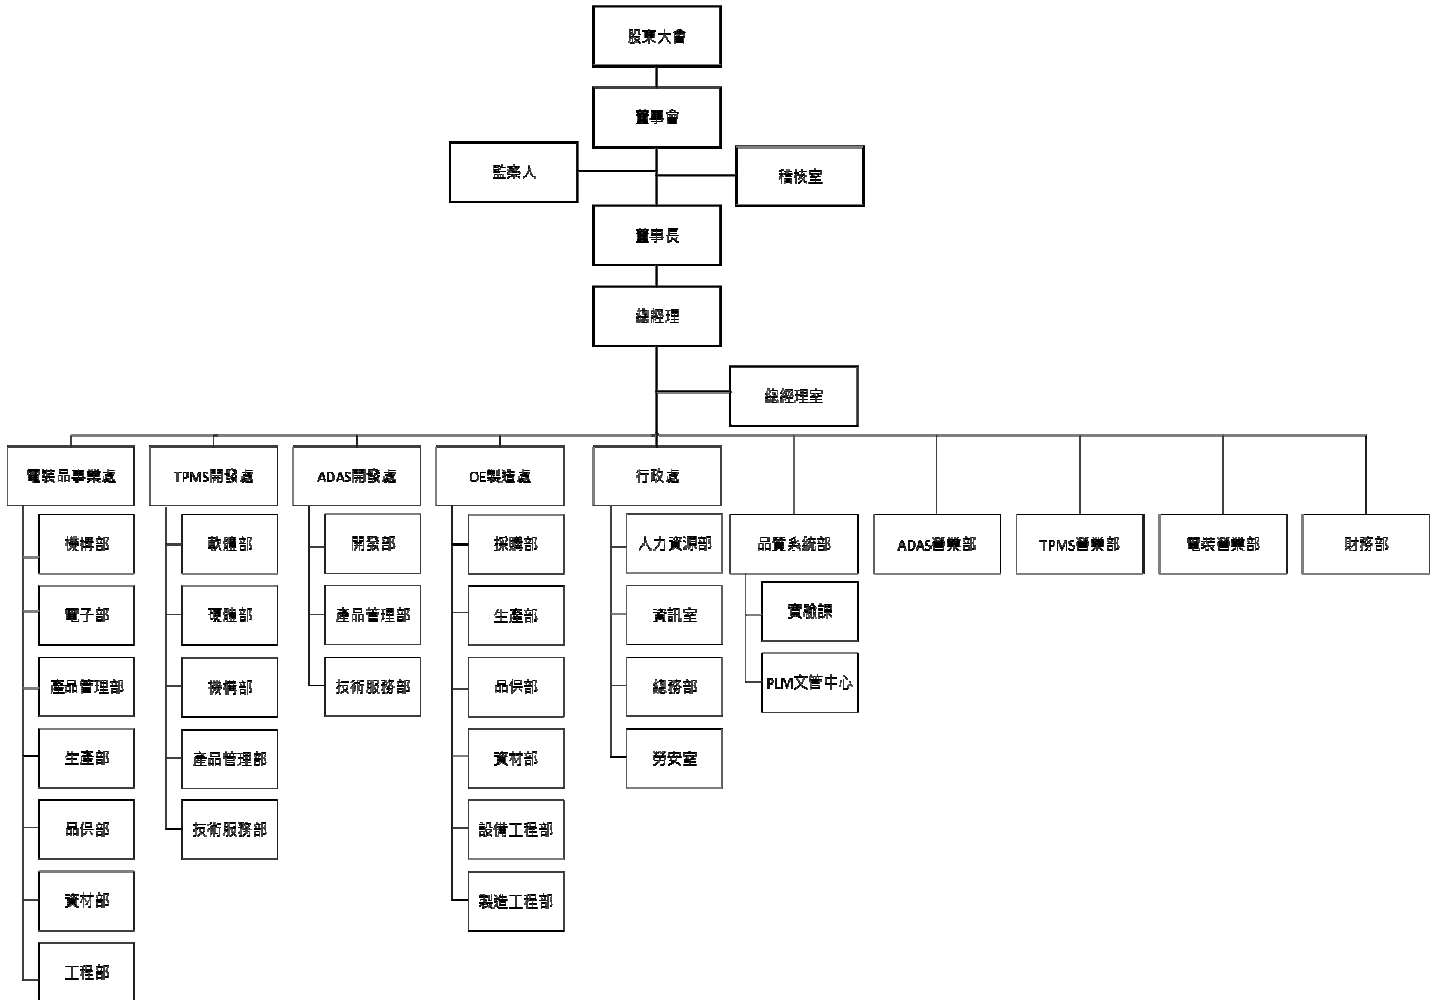 股東大會
董事會
監察人
稽核室
董事長
總經理
總經理室
電裝品事業處
TPMS開發處
ADAS開發處
OE製造處
行政處
機構部
軟體部
開發部
採購部
人力資源部
品質系統部
ADAS營業部
TPMS營業部
電裝營業部
財務部
電子部
硬體部
產品管理部
生產部
資訊室
實驗課
產品管理部
機構部
技術服務部
品保部
總務部
PLM文管中心
生產部
產品管理部
資材部
勞安室
品保部
技術服務部
設備工程部
資材部
製造工程部
工程部